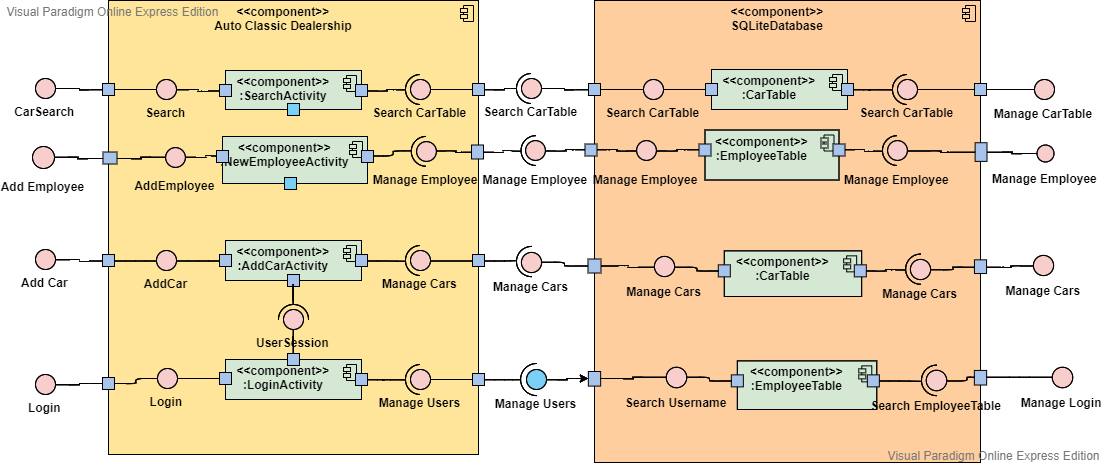 Visual Paradigm Online Express Edition
<<component>>
Auto Classic Dealership
<<component>>
SQLiteDatabase
<<component>>
:SearchActivity
<<component>>
:CarTable
CarSearch
Search
Search CarTable
Search CarTable
Search CarTable
Search CarTable
Manage CarTable
<<component>>
NewEmployeeActivity
<<component>>
:EmployeeTable
Add Employee
AddEmployee
Manage Employee
Manage Employee
Manage Employee
Manage Employee
Manage Employee
<<component>>
:AddCarActivity
<<component>>
:CarTable
Add Car
AddCar
Manage Cars
Manage Cars
Manage Cars
Manage Cars
Manage Cars
UserSession
<<component>>
:LoginActivity
<<component>>
:EmployeeTable
Login
Login
Manage Users
Manage Users
Search Username
Search EmployeeTable
Manage Login
Visual Paradigm Online Express Edition